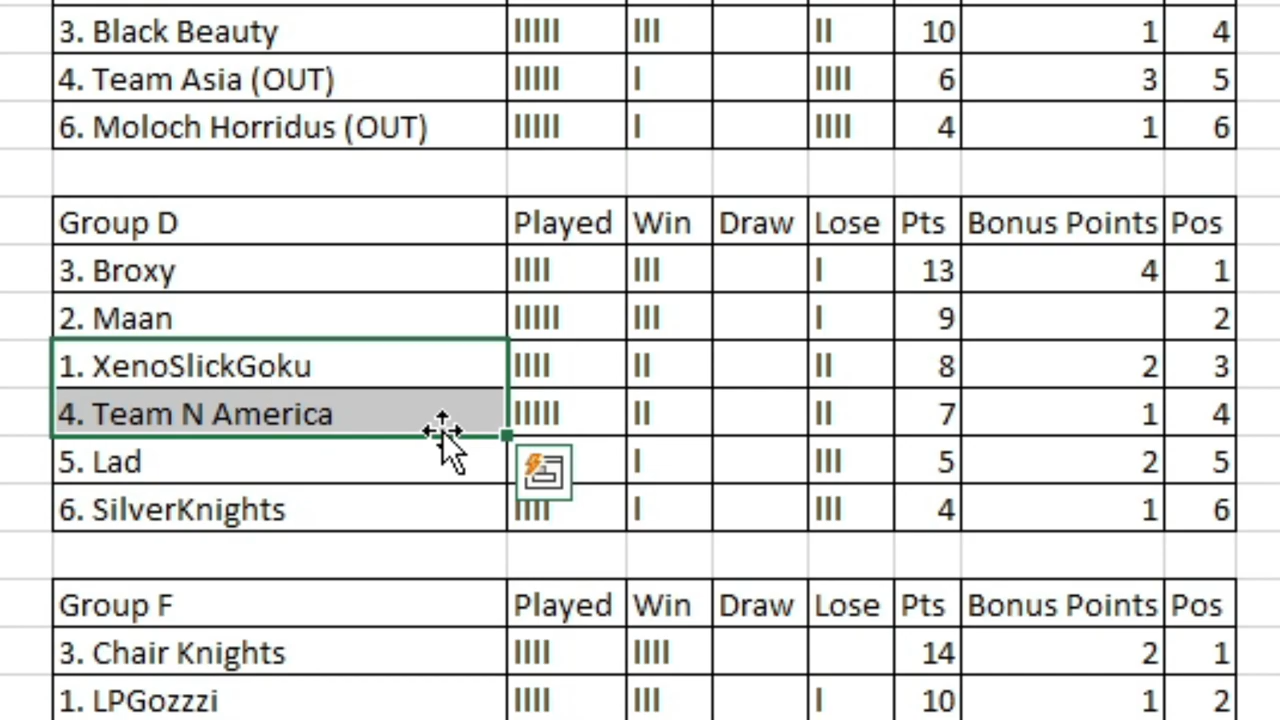 3. Black Beauty IIIII III II 10 1 4
4. Team Asia (OUT) IIIII I IIII 6 3 5
6. Moloch Horridus (OUT) IIIII I IIII 4 1 6
Group D Played Win Draw Lose Pts Bonus Points Pos
3. Broxy IIII III I 13 4 1
2. Maan IIIII III I 9 2
1. XenoSlickGoku IIII II II 8 2 3
4. Team N America IIIII II II 7 1 4
5. Lad I III 5 2 5
6. SilverKnights IIII I III 4 1 6
Group F Played Win Draw Lose Pts Bonus Points Pos
3. Chair Knights IIII IIII 14 2 1
1. LPGozzzi IIII III I 10 1 2